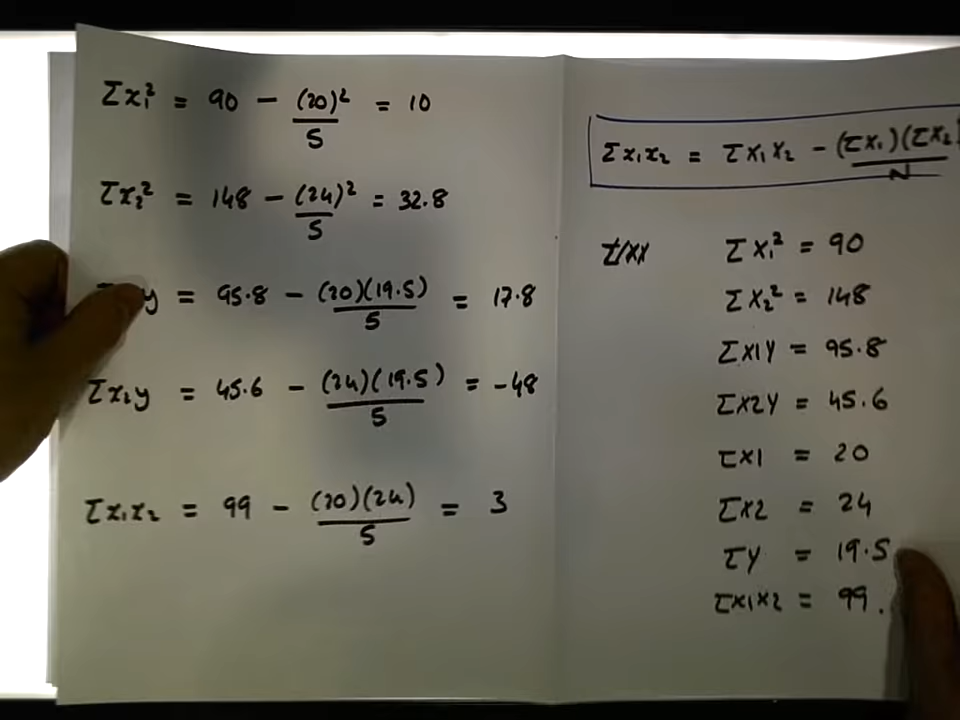 Σx₁² = 90 − (20)²/5 = 10
Σx₂² = 148 − (24)²/5 = 32.8
y = 95.8 − (20)(19.5)/5 = 17.8
Σx₂y = 45.6 − (24)(19.5)/5 = -48
Σx₁x₂ = 99 − (20)(24)/5 = 3
Σx₁x₂ = ΣX₁X₂ − (ΣX₁)(ΣX₂)/N
ΣX₁² = 90
ΣX₂² = 148
ΣX1Y = 95.8
ΣX2Y = 45.6
ΣX1 = 20
ΣX2 = 24
ΣY = 19.5
ΣX1X2 = 99.